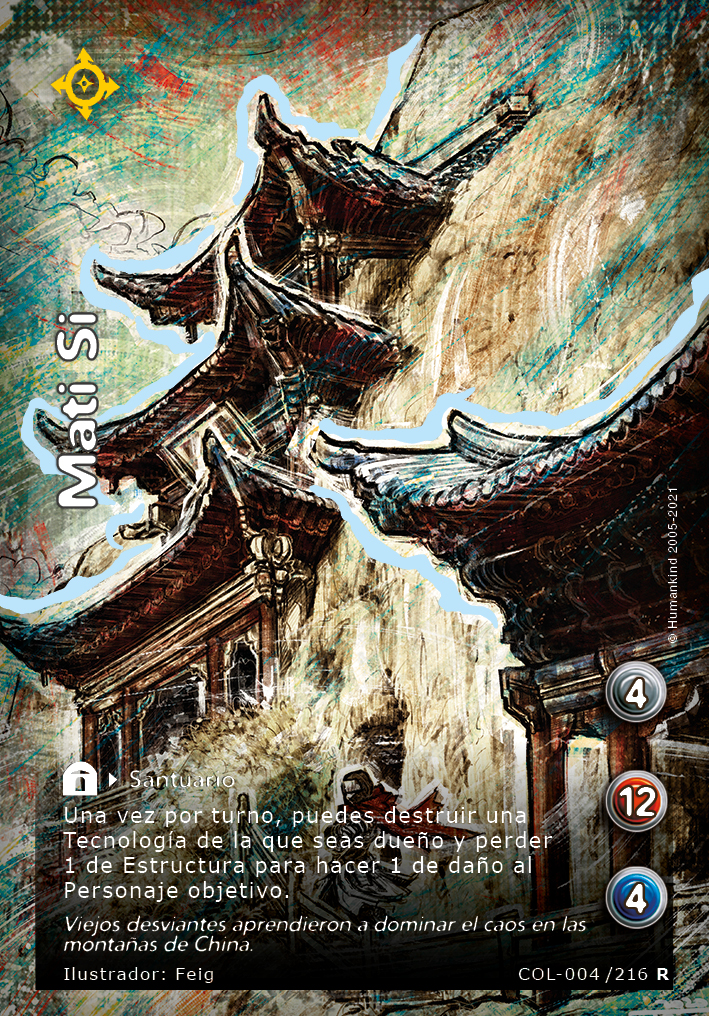 Mati Si
© Humankind 2005-2021
4
12
4
Santuario
Una vez por turno, puedes destruir una
Tecnología de la que seas dueño y perder
1 de Estructura para hacer 1 de daño al
Personaje objetivo.
Viejos desviantes aprendieron a dominar el caos en las
montañas de China.
Ilustrador: Feig
COL-004/216 R